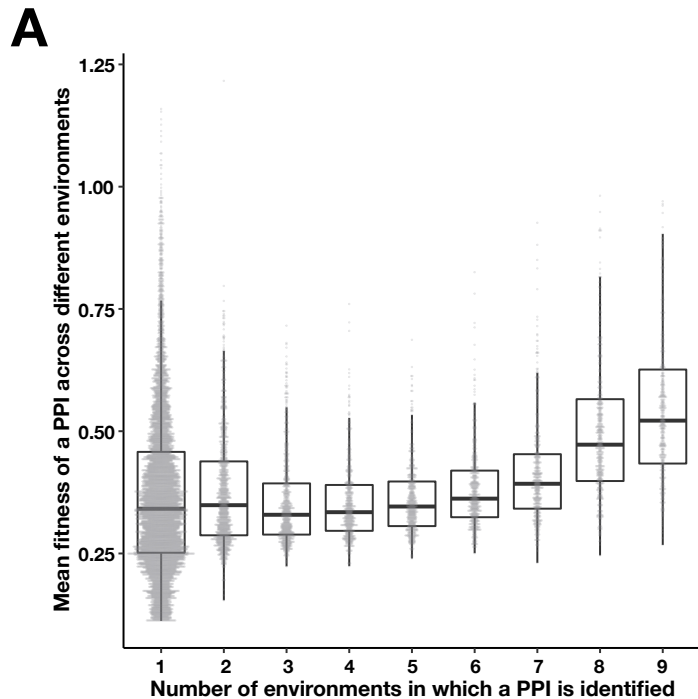 A
Mean fitness of a PPI across different environments
1.25
1.00
0.75
0.50
0.25
1 2 3 4 5 6 7 8 9
Number of environments in which a PPI is identified